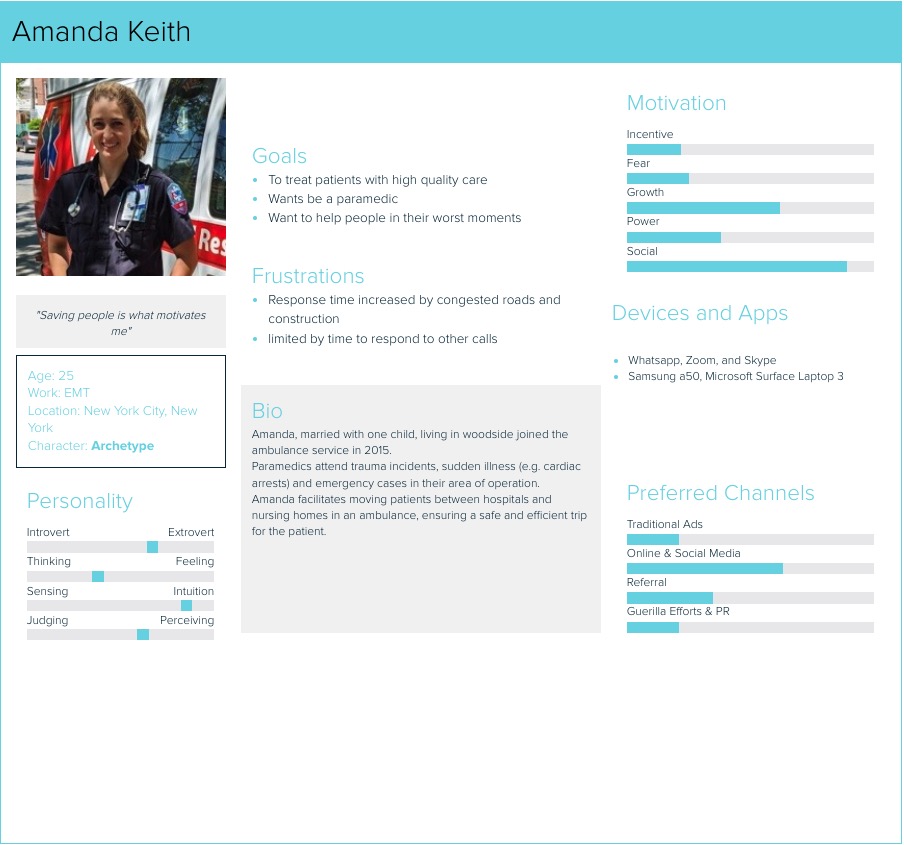 Amanda Keith
Res
"Saving people is what motivates
me"
Age: 25
Work: EMT
Location: New York City, New
York
Character: Archetype
Personality
Introvert Extrovert
Thinking Feeling
Sensing Intuition
Judging Perceiving
Goals
To treat patients with high quality care
Wants be a paramedic
Want to help people in their worst moments
Frustrations
Response time increased by congested roads and
construction
limited by time to respond to other calls
Bio
Amanda, married with one child, living in woodside joined the
ambulance service in 2015.
Paramedics attend trauma incidents, sudden illness (e.g. cardiac
arrests) and emergency cases in their area of operation.
Amanda facilitates moving patients between hospitals and
nursing homes in an ambulance, ensuring a safe and efficient trip
for the patient.
Motivation
Incentive
Fear
Growth
Power
Social
Devices and Apps
Whatsapp, Zoom, and Skype
Samsung a50, Microsoft Surface Laptop 3
Preferred Channels
Traditional Ads
Online & Social Media
Referral
Guerilla Efforts & PR